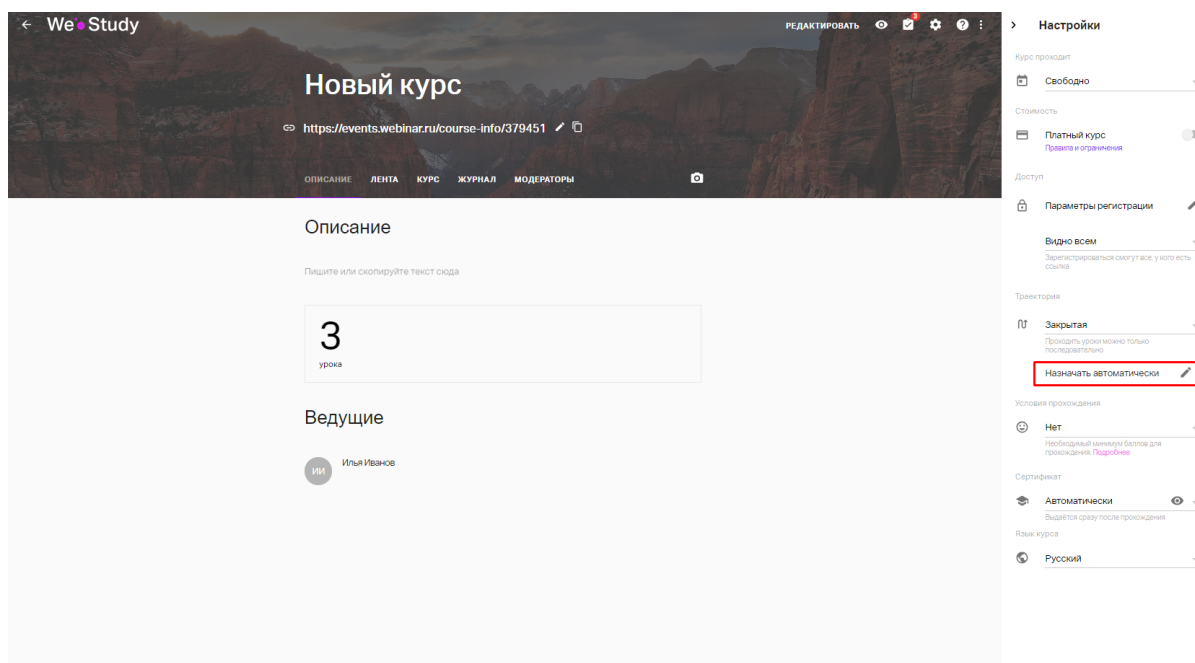 We Study
РЕДАКТИРОВАТЬ
3
Новый курс
https://events.webinar.ru/course-info/379451
ОПИСАНИЕ ЛЕНТА КУРС ЖУРНАЛ МОДЕРАТОРЫ
Описание
Пишите или скопируйте текст сюда
3
урока
Ведущие
ИИ
Илья Иванов
Настройки
Курс проходит
Свободно
Стоимость
Платный курс
Правила и ограничения
Доступ
Параметры регистрации
Видно всем
Зарегистрироваться смогут все, у кого есть
ссылка
Траектория
Закрытая
Проходить уроки можно только
последовательно
Назначать автоматически
Условия прохождения
Нет
Необходимый минимум баллов для
прохождения. Подробнее
Сертификат
Автоматически
Выдаётся сразу после прохождения
Язык курса
Русский